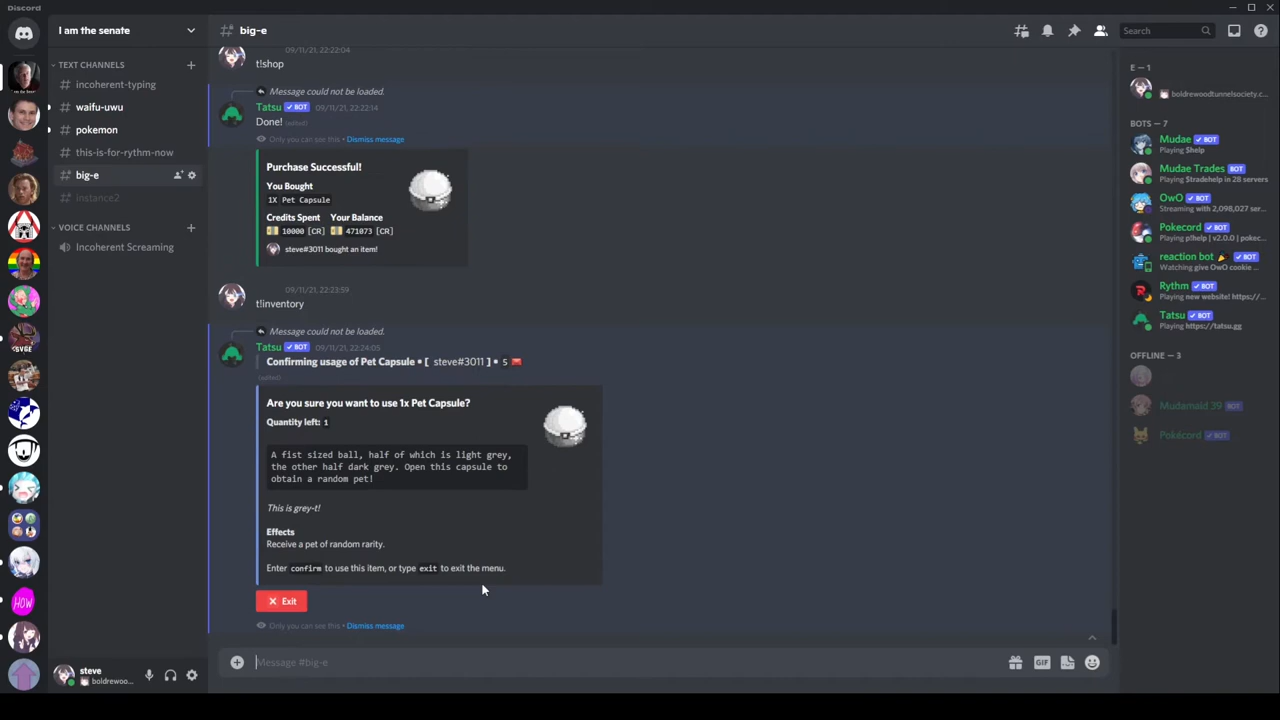 Discord
I am the senate
big-e
Search
TEXT CHANNELS
incoherent-typing
waifu-uwu
pokemon
this-is-for-rythm-now
big-e
instance2
VOICE CHANNELS
Incoherent Screaming
09/11/21, 22:22:04
t!shop
Message could not be loaded.
Tatsu BOT 09/11/21, 22:22:14
Done! (edited)
Only you can see this • Dismiss message
Purchase Successful!
You Bought
1X Pet Capsule
Credits Spent Your Balance
10000 [CR] 471073 [CR]
steve#3011 bought an item!
09/11/21, 22:23:59
t!inventory
Message could not be loaded.
Tatsu BOT 09/11/21, 22:24:05
Confirming usage of Pet Capsule • [ steve#3011 ] • 5
(edited)
Are you sure you want to use 1x Pet Capsule?
Quantity left: 1
A fist sized ball, half of which is light grey,
the other half dark grey. Open this capsule to
obtain a random pet!
This is grey-t!
Effects
Receive a pet of random rarity.
Enter confirm to use this item, or type exit to exit the menu.
Exit
Only you can see this • Dismiss message
Message #big-e
GIF
steve
boldrewoo...
E — 1
boldrewoodtunnelsociety.c...
BOTS — 7
Mudae BOT
Playing $help
Mudae Trades BOT
Playing $tradehelp in 28 servers
OwO BOT
Streaming with 2,098,027 ser...
Pokecord BOT
Playing p!help | v2.0.0 | pokec...
reaction bot BOT
Watching give OwO cookie ...
Rythm BOT
Playing new website! https://...
Tatsu BOT
Playing https://tatsu.gg
OFFLINE — 3
Mudamaid 39 BOT
Pokécord BOT
HOW